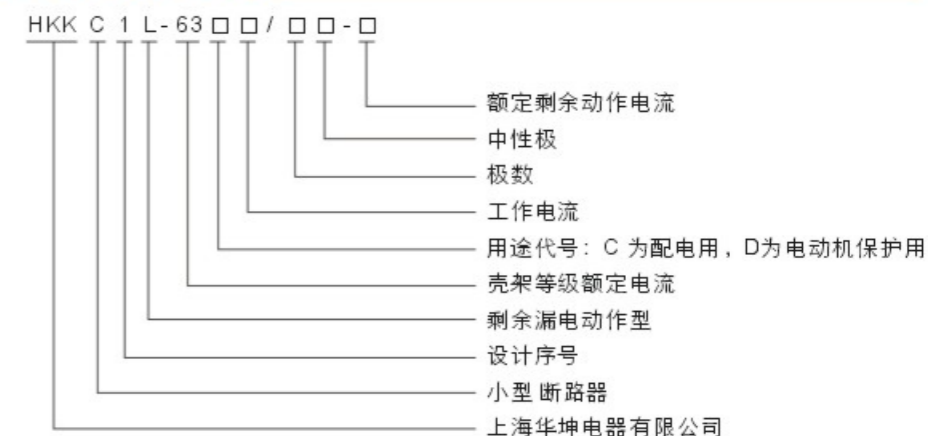 HKK C 1 L-63 □ □ / □ □-□
额定剩余动作电流
中性极
极数
工作电流
用途代号：C 为配电用，D为电动机保护用
壳架等级额定电流
剩余漏电动作型
设计序号
小型断路器
上海华坤电器有限公司